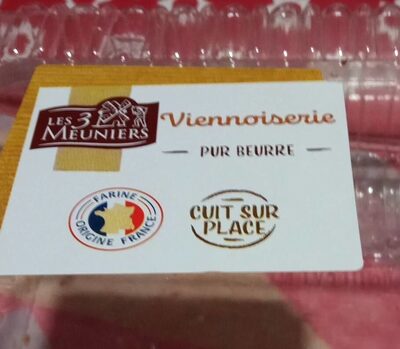 LES 3
MEUNIERS
Viennoiserie
PUR BEURRE
FARINE
ORIGINE FRANCE
CUIT SUR
PLACE